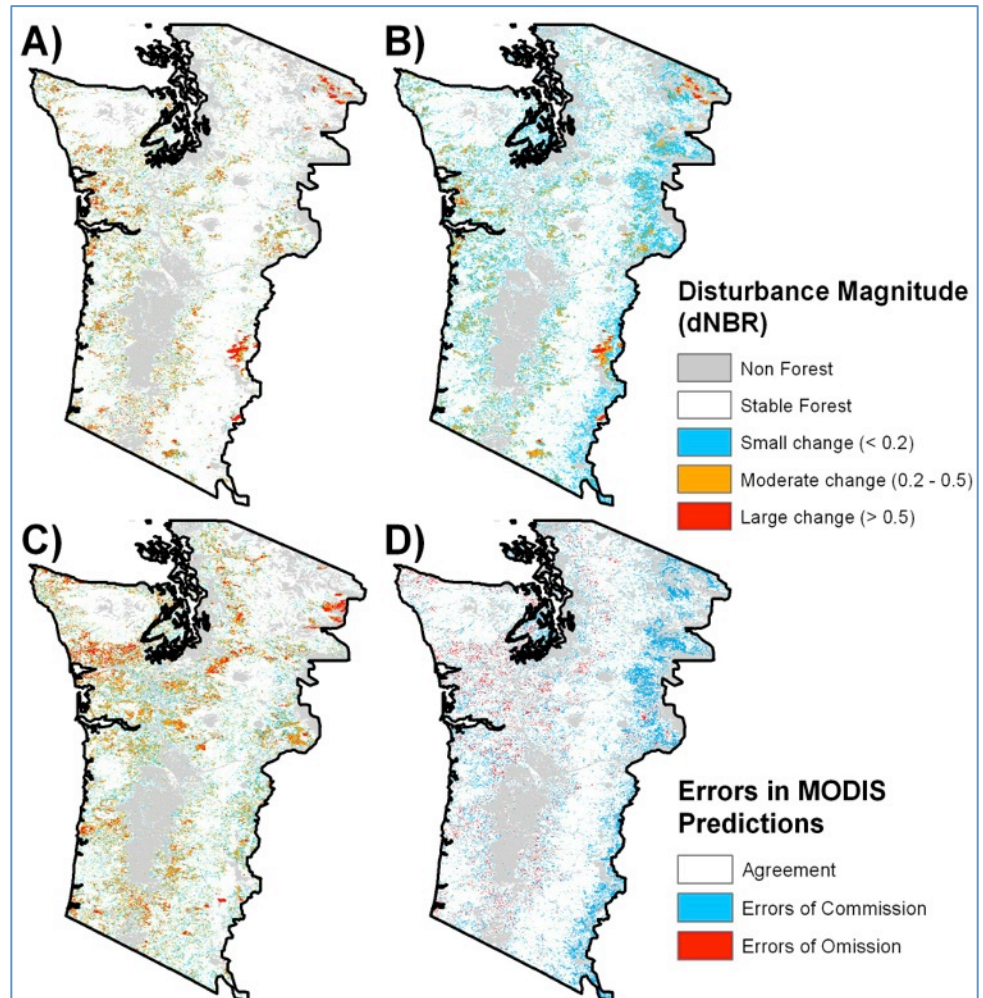 A)
B)
Disturbance Magnitude
(dNBR)
Non Forest
Stable Forest
Small change (< 0.2)
Moderate change (0.2 - 0.5)
Large change (> 0.5)
C)
D)
Errors in MODIS
Predictions
Agreement
Errors of Commission
Errors of Omission